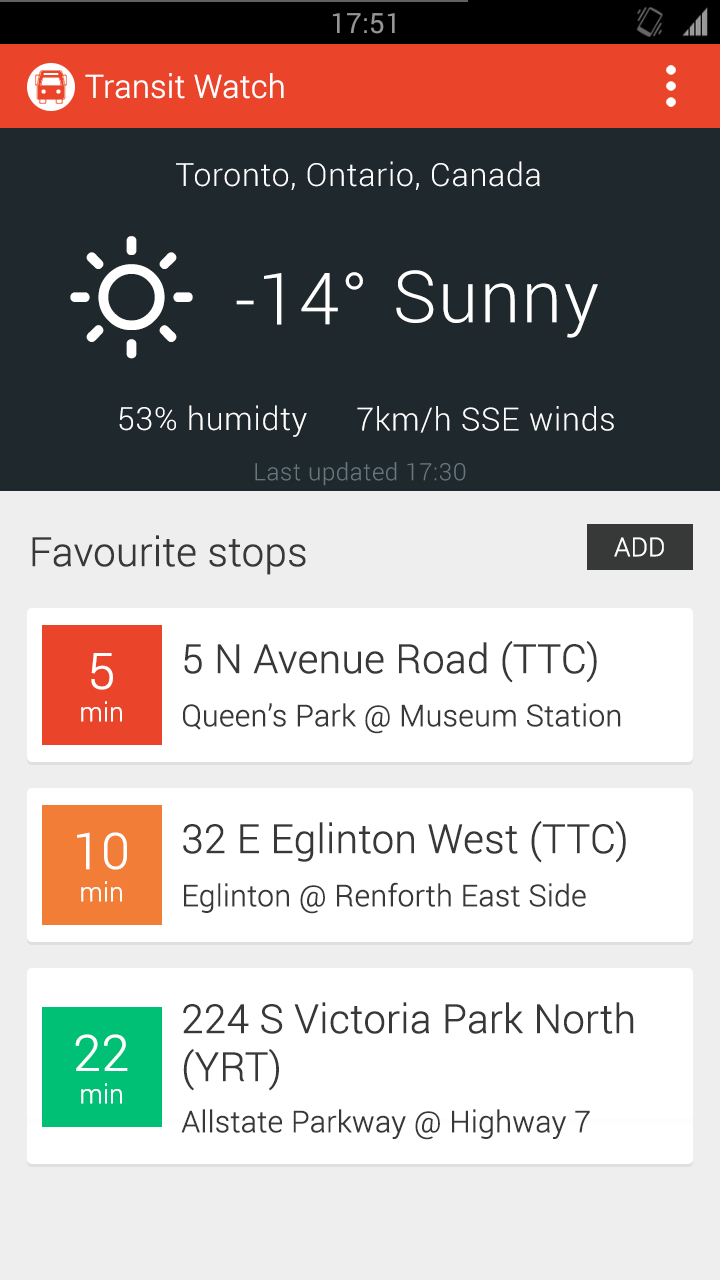 17:51
Transit Watch
Toronto, Ontario, Canada
-14° Sunny
53% humidty 7km/h SSE winds
Last updated 17:30
Favourite stops ADD
5 min
5 N Avenue Road (TTC)
Queen's Park @ Museum Station
10 min
32 E Eglinton West (TTC)
Eglinton @ Renforth East Side
22 min
224 S Victoria Park North
(YRT)
Allstate Parkway @ Highway 7